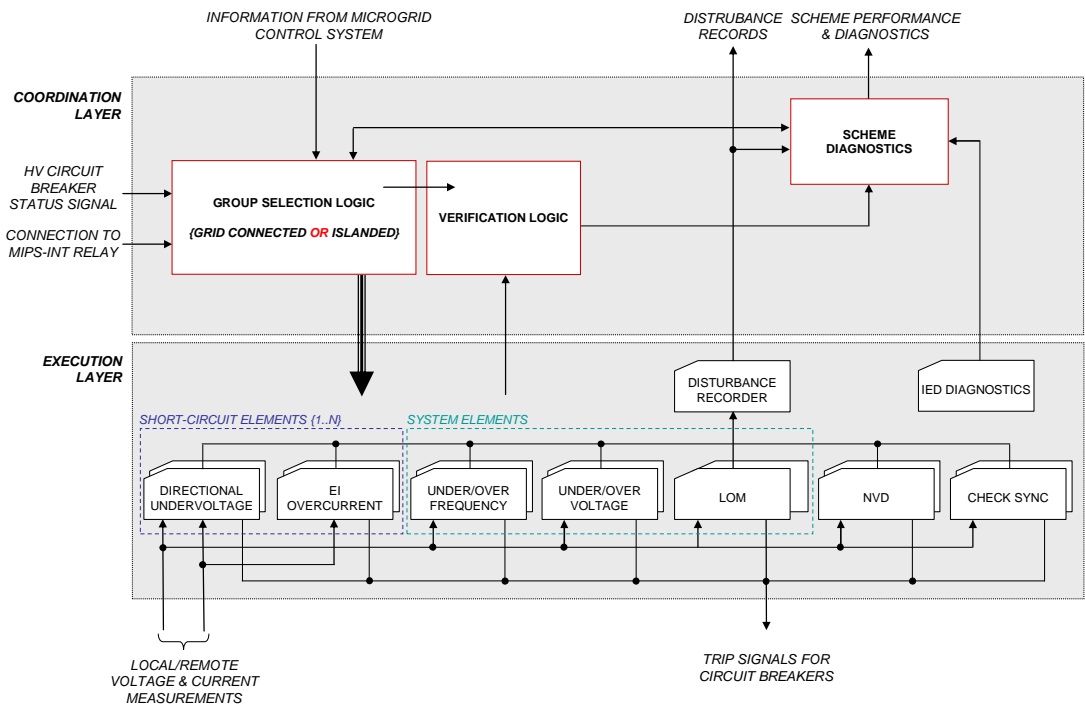 INFORMATION FROM MICROGRID
CONTROL SYSTEM
DISTRUBANCE
RECORDS
SCHEME PERFORMANCE
& DIAGNOSTICS
COORDINATION
LAYER
SCHEME
DIAGNOSTICS
HV CIRCUIT
BREAKER
STATUS SIGNAL
GROUP SELECTION LOGIC
{GRID CONNECTED OR ISLANDED}
VERIFICATION LOGIC
CONNECTION TO
MIPS-INT RELAY
EXECUTION
LAYER
DISTURBANCE
RECORDER
IED DIAGNOSTICS
SHORT-CIRCUIT ELEMENTS {1..N}
SYSTEM ELEMENTS
DIRECTIONAL
UNDERVOLTAGE
EI
OVERCURRENT
UNDER/OVER
FREQUENCY
UNDER/OVER
VOLTAGE
LOM
NVD
CHECK SYNC
LOCAL/REMOTE
VOLTAGE & CURRENT
MEASUREMENTS
TRIP SIGNALS FOR
CIRCUIT BREAKERS